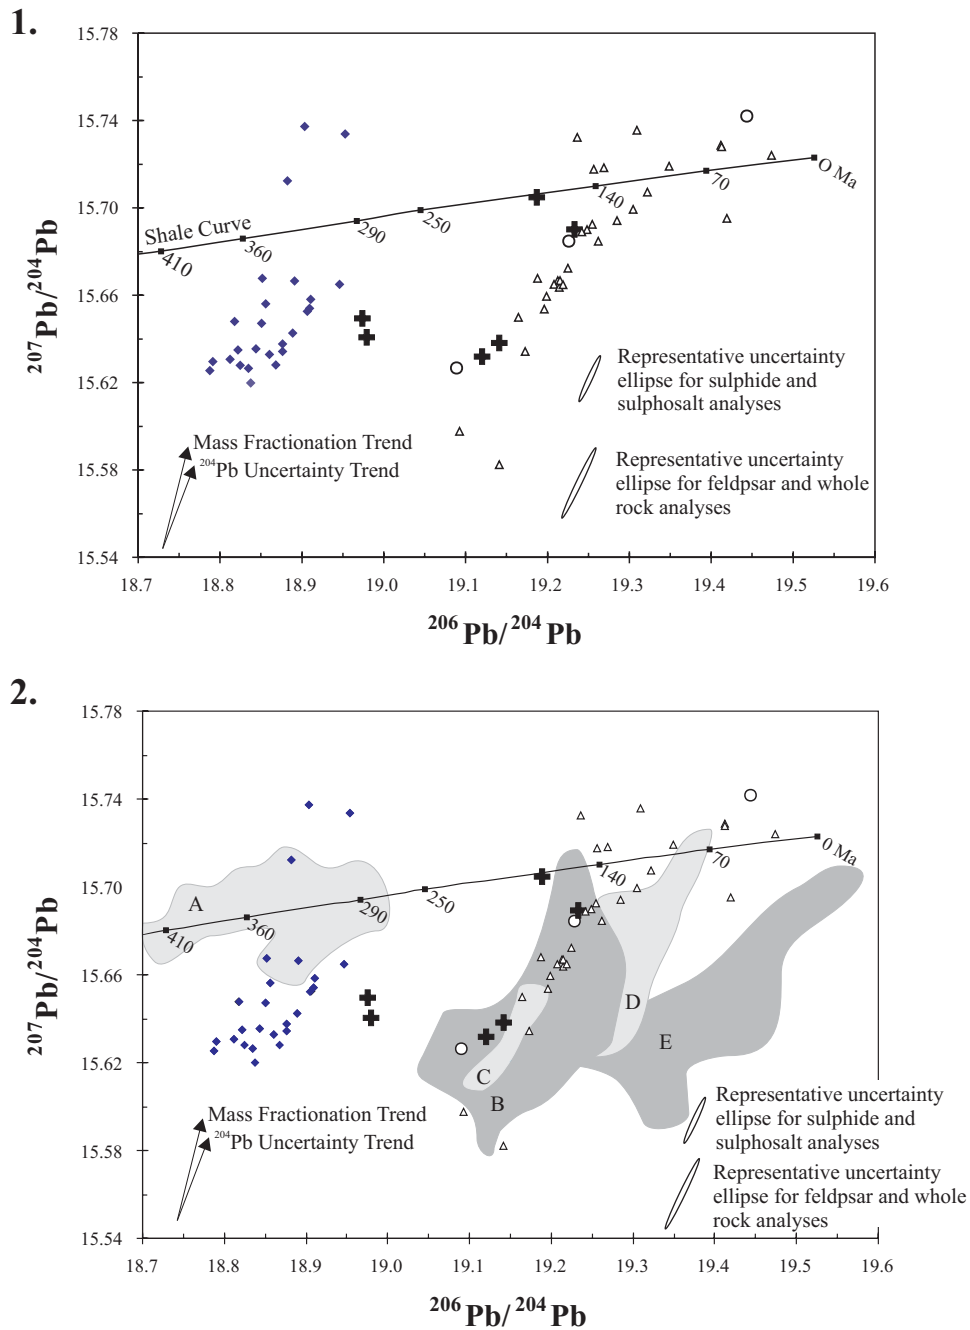 1.
15.78
15.74
15.70
15.66
15.62
15.58
15.54
207Pb/204Pb
Shale Curve
410
360
290
250
140
70
O Ma
Representative uncertainty
ellipse for sulphide and
sulphosalt analyses
Mass Fractionation Trend
204Pb Uncertainty Trend
Representative uncertainty
ellipse for feldpsar and whole
rock analyses
18.7 18.8 18.9 19.0 19.1 19.2 19.3 19.4 19.5 19.6
206Pb/204Pb
2.
15.78
15.74
15.70
15.66
15.62
15.58
15.54
207Pb/204Pb
A
410
360
290
250
140
70
0 Ma
D
E
C
B
Representative uncertainty
ellipse for sulphide and
sulphosalt analyses
Mass Fractionation Trend
204Pb Uncertainty Trend
Representative uncertainty
ellipse for feldpsar and whole
rock analyses
18.7 18.8 18.9 19.0 19.1 19.2 19.3 19.4 19.5 19.6
206Pb/204Pb